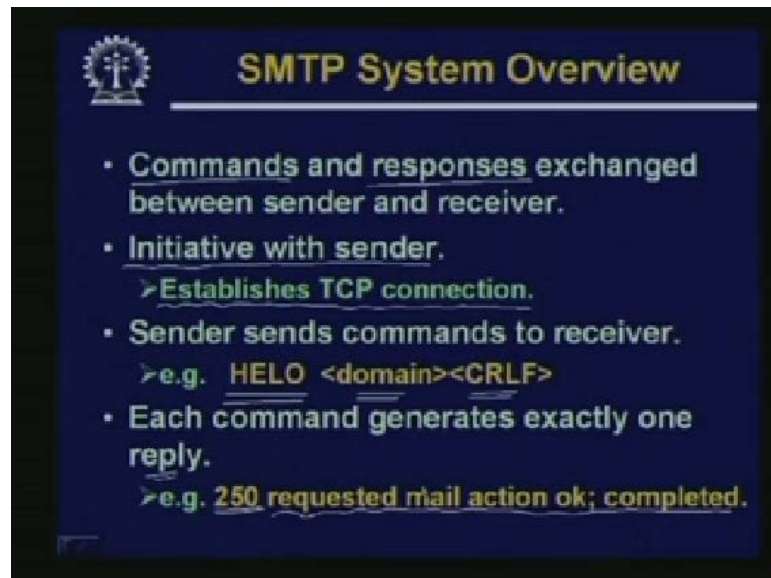 SMTP System Overview
• Commands and responses exchanged
between sender and receiver.
• Initiative with sender.
➢Establishes TCP connection.
• Sender sends commands to receiver.
➢e.g. HELO <domain><CRLF>
• Each command generates exactly one
reply.
➢e.g. 250 requested mail action ok; completed.